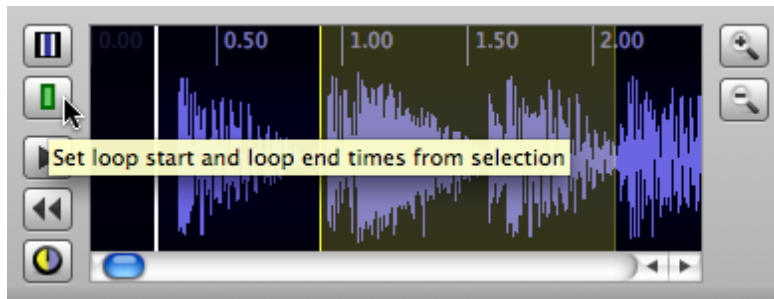 0.00 0.50 1.00 1.50 2.00
Set loop start and loop end times from selection